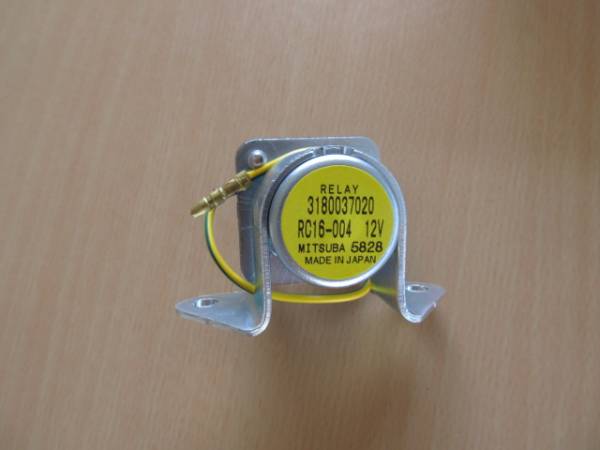 RELAY
3180037020
RC16-004 12V
MITSUBA 5828
MADE IN JAPAN